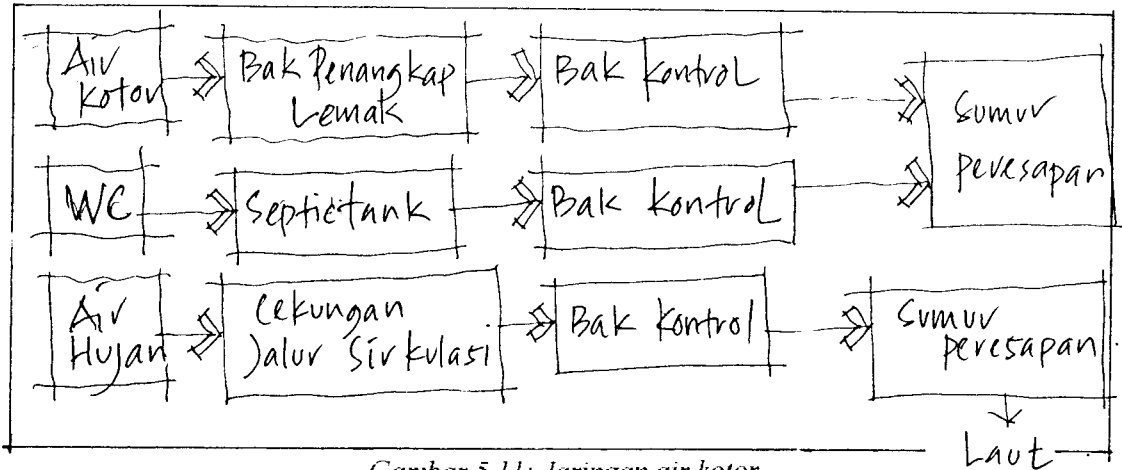 Air
Kotor
Bak Penangkap
Lemak
Bak Kontrol
Sumur
Peresapan
WC
Septictank
Bak Kontrol
Air
Hujan
Cekungan
Jalur Sirkulasi
Bak Kontrol
Sumur
Peresapan
Laut
Gambar 5.11: Jaringan air kotor